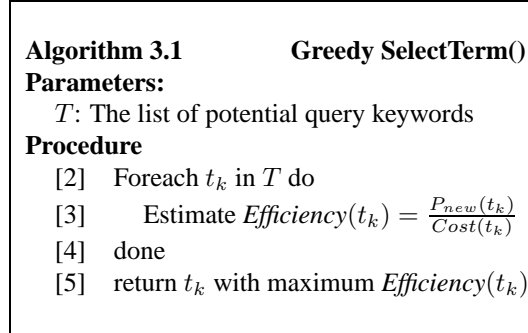 Algorithm 3.1 Greedy SelectTerm()
Parameters:
T: The list of potential query keywords
Procedure
[2] Foreach t_k in T do
[3] Estimate Efficiency(t_k) = P_new(t_k) / Cost(t_k)
[4] done
[5] return t_k with maximum Efficiency(t_k)